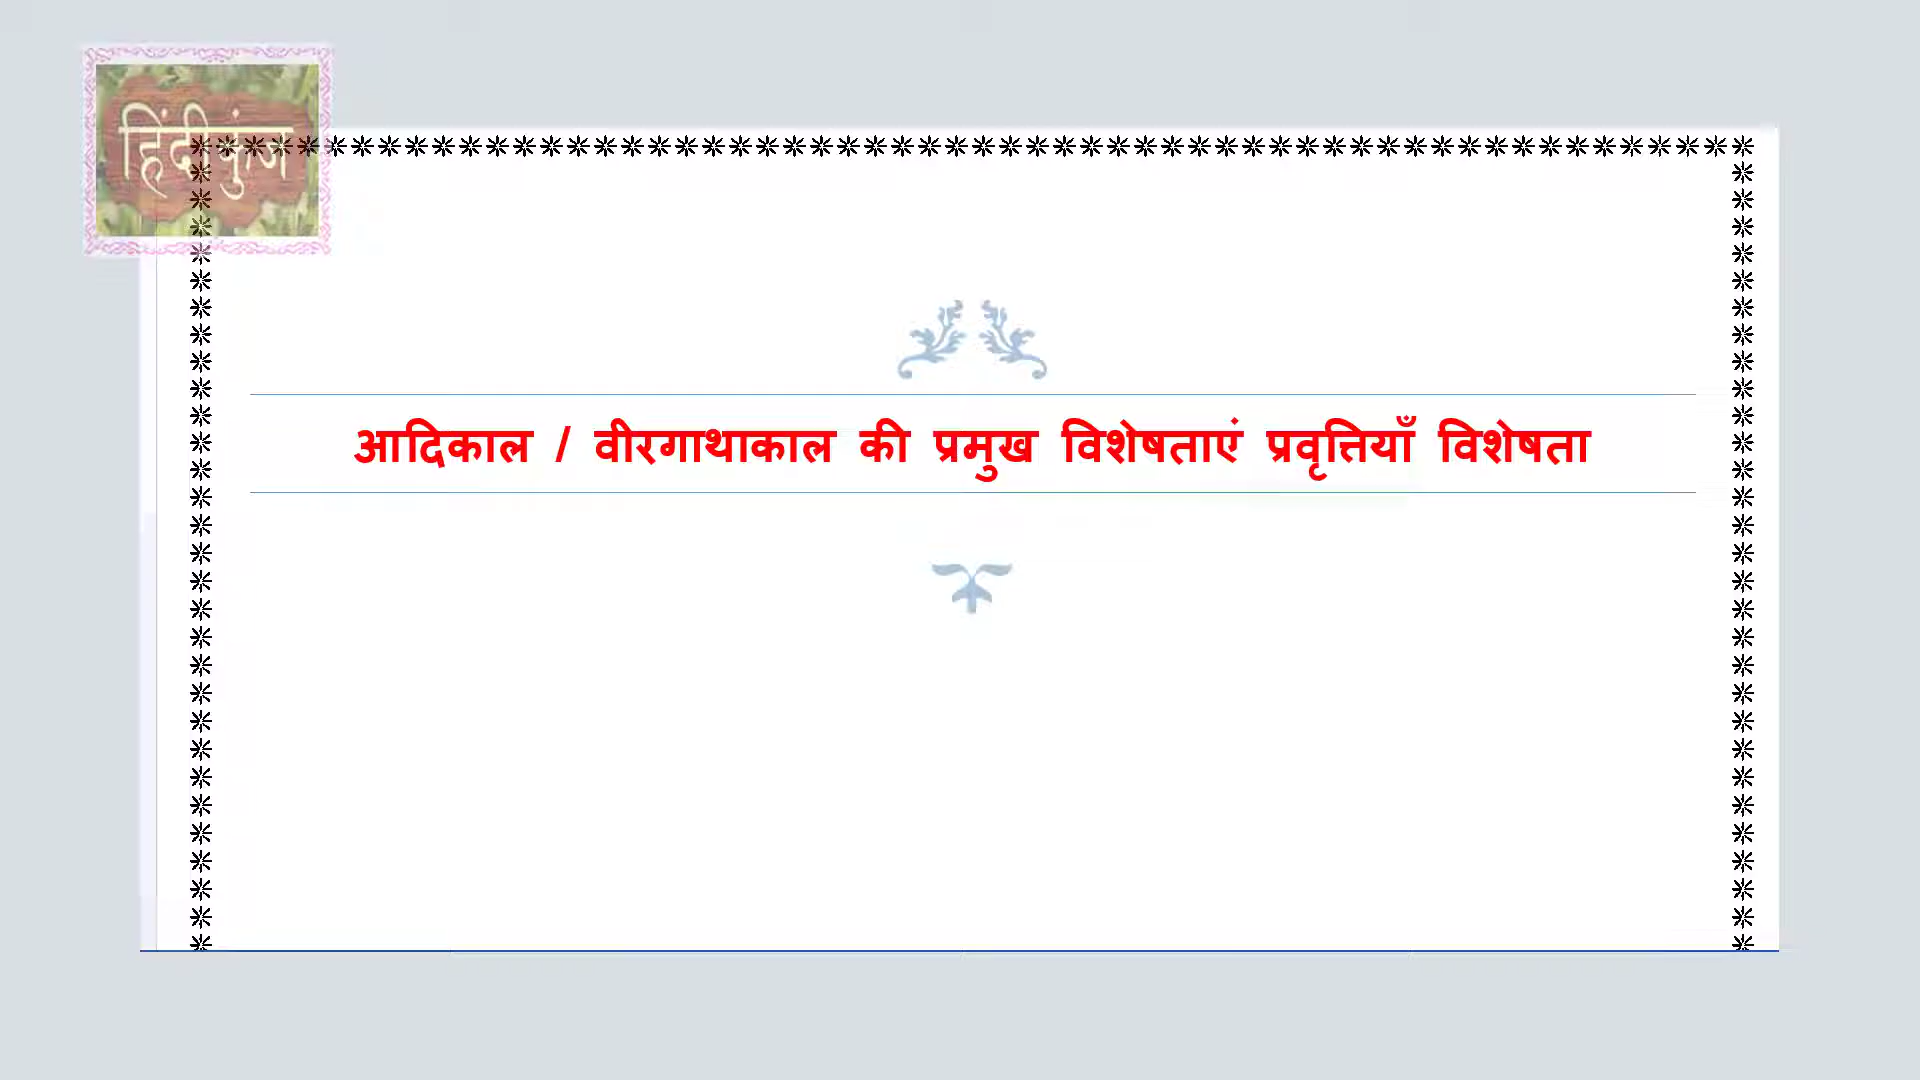 हिंदीकुंज
आदिकाल / वीरगाथाकाल की प्रमुख विशेषताएं प्रवृत्तियाँ विशेषता